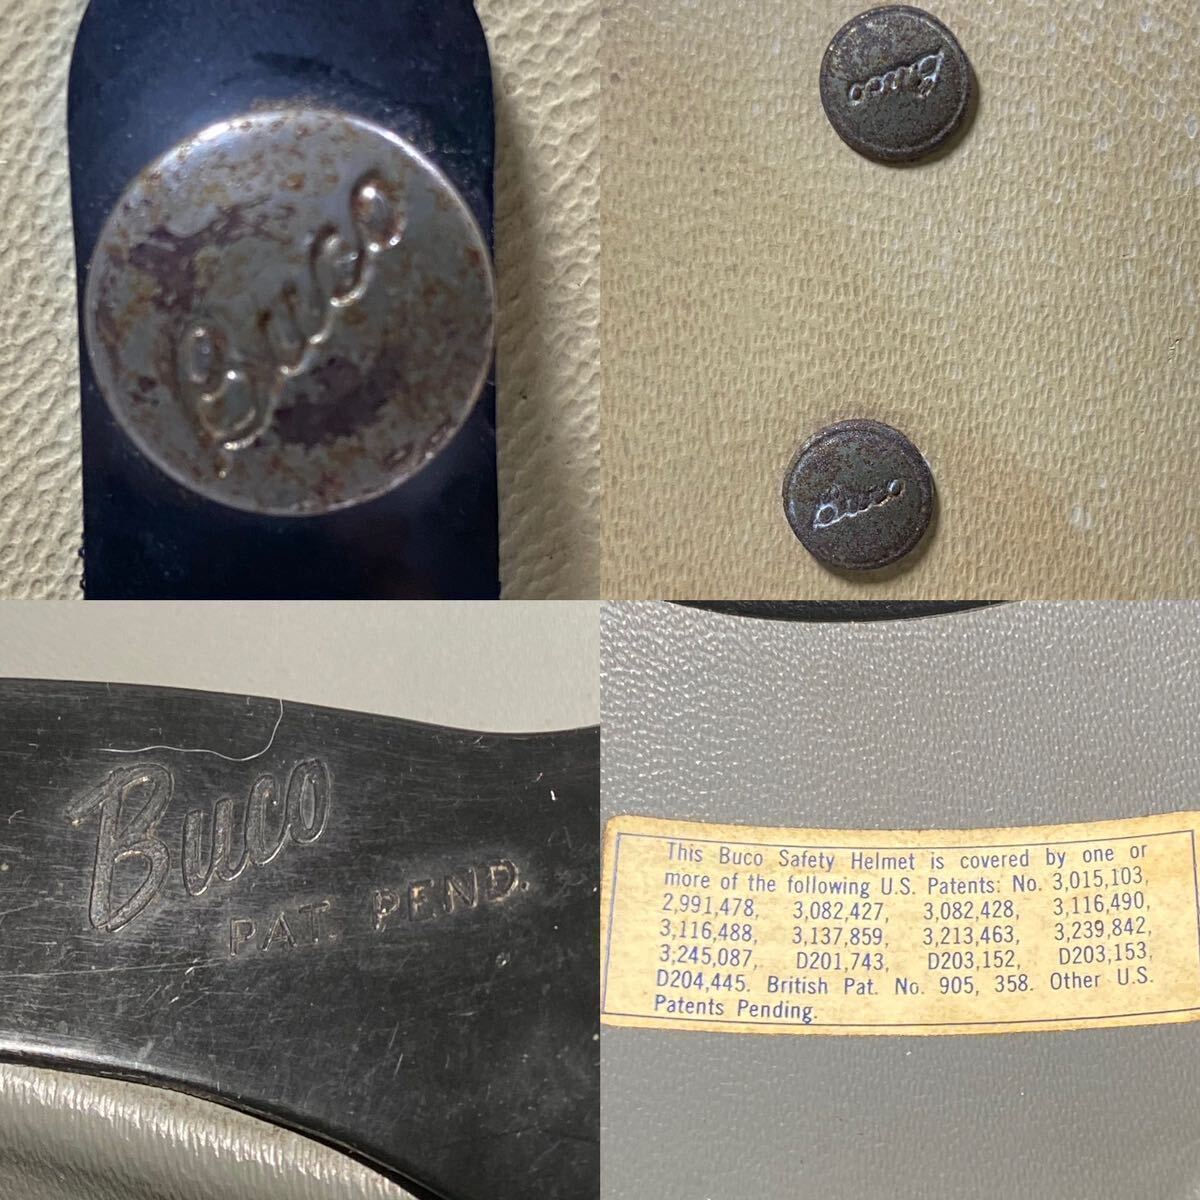 Buco
Buco
Buco
Buco
PAT. PEND.
This Buco Safety Helmet is covered by one or
more of the following U.S. Patents: No. 3,015,103,
2,991,478, 3,082,427, 3,082,428, 3,116,490,
3,116,488, 3,137,859, 3,213,463, 3,239,842,
3,245,087, D201,743, D203,152, D203,153,
D204,445. British Pat. No. 905, 358. Other U.S.
Patents Pending.